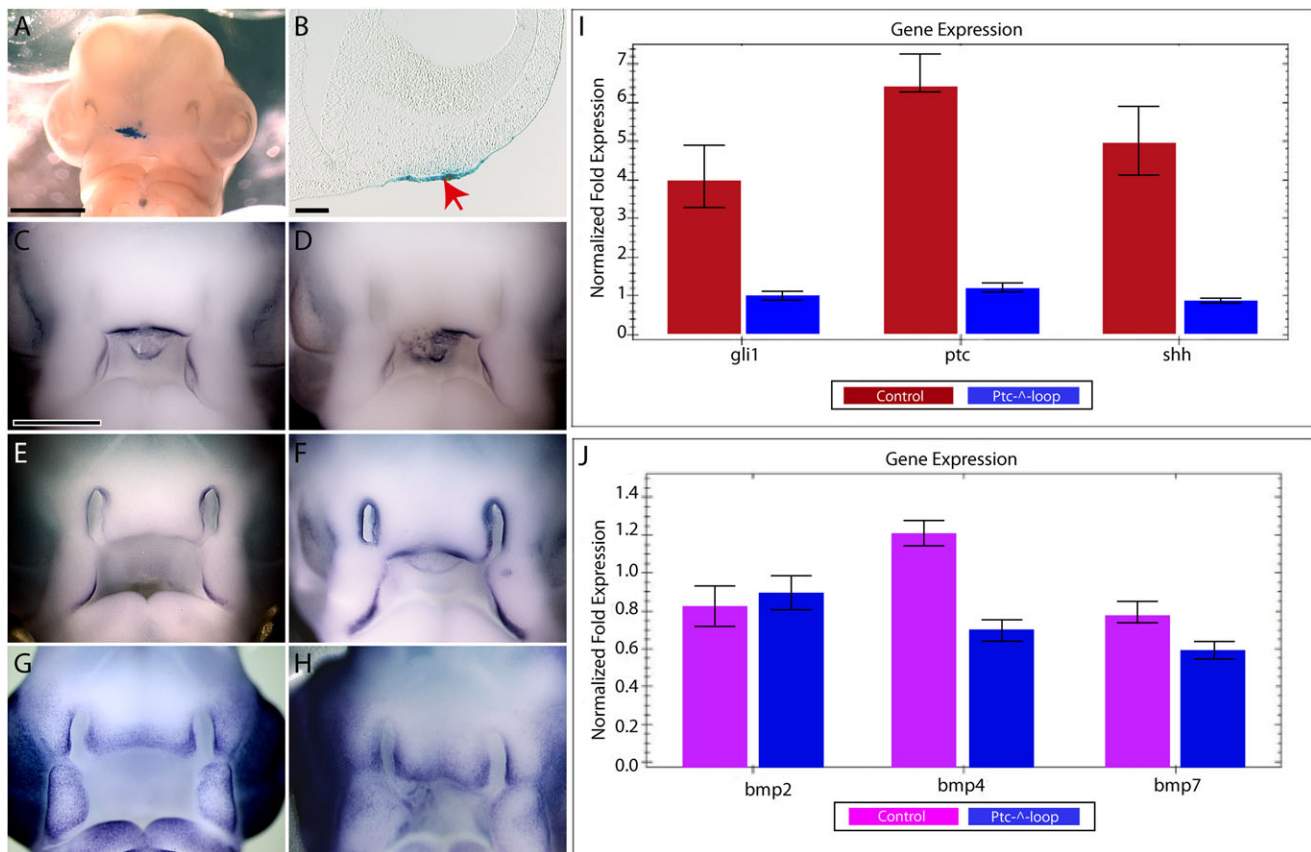 A
B
C
D
E
F
G
H
I
Gene Expression
Normalized Fold Expression
7
6
5
4
3
2
1
0
gli1 ptc shh
Control Ptc-^-loop
J
Gene Expression
Normalized Fold Expression
1.4
1.2
1.0
0.8
0.6
0.4
0.2
0.0
bmp2 bmp4 bmp7
Control Ptc-^-loop